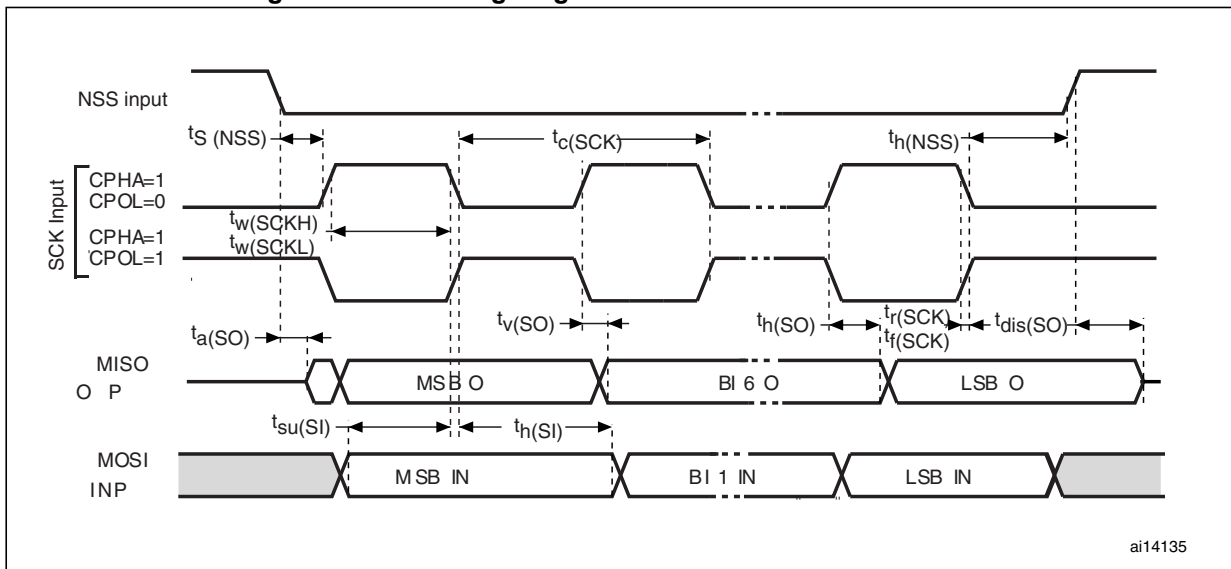 NSS input
tS (NSS)
tc(SCK)
th(NSS)
SCK Input
CPHA=1
CPOL=0
tw(SCKH)
tw(SCKL)
CPHA=1
CPOL=1
ta(SO)
tv(SO)
th(SO)
tr(SCK)
tf(SCK)
tdis(SO)
MISO
O P
MSB O
BI 6 O
LSB O
tsu(SI)
th(SI)
MOSI
INP
MSB IN
BI 1 IN
LSB IN
ai14135